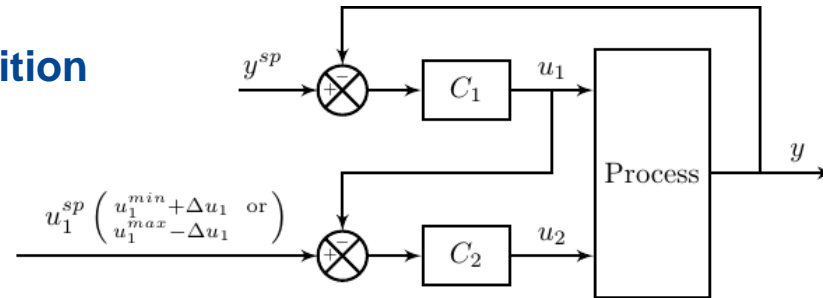 ition
y^{sp}
−
+
C_1
u_1
Process
y
u_1^{sp} ( u_1^{min}+Δu_1 or
u_1^{max}−Δu_1 )
−
+
C_2
u_2